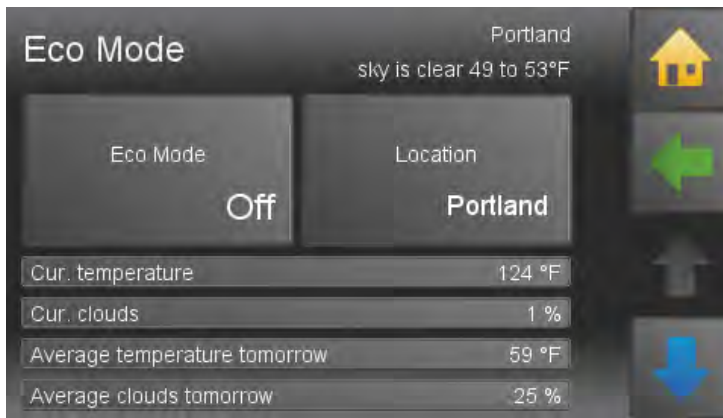 Eco Mode
Portland
sky is clear 49 to 53°F
Eco Mode
Off
Location
Portland
Cur. temperature 124 °F
Cur. clouds 1 %
Average temperature tomorrow 59 °F
Average clouds tomorrow 25 %